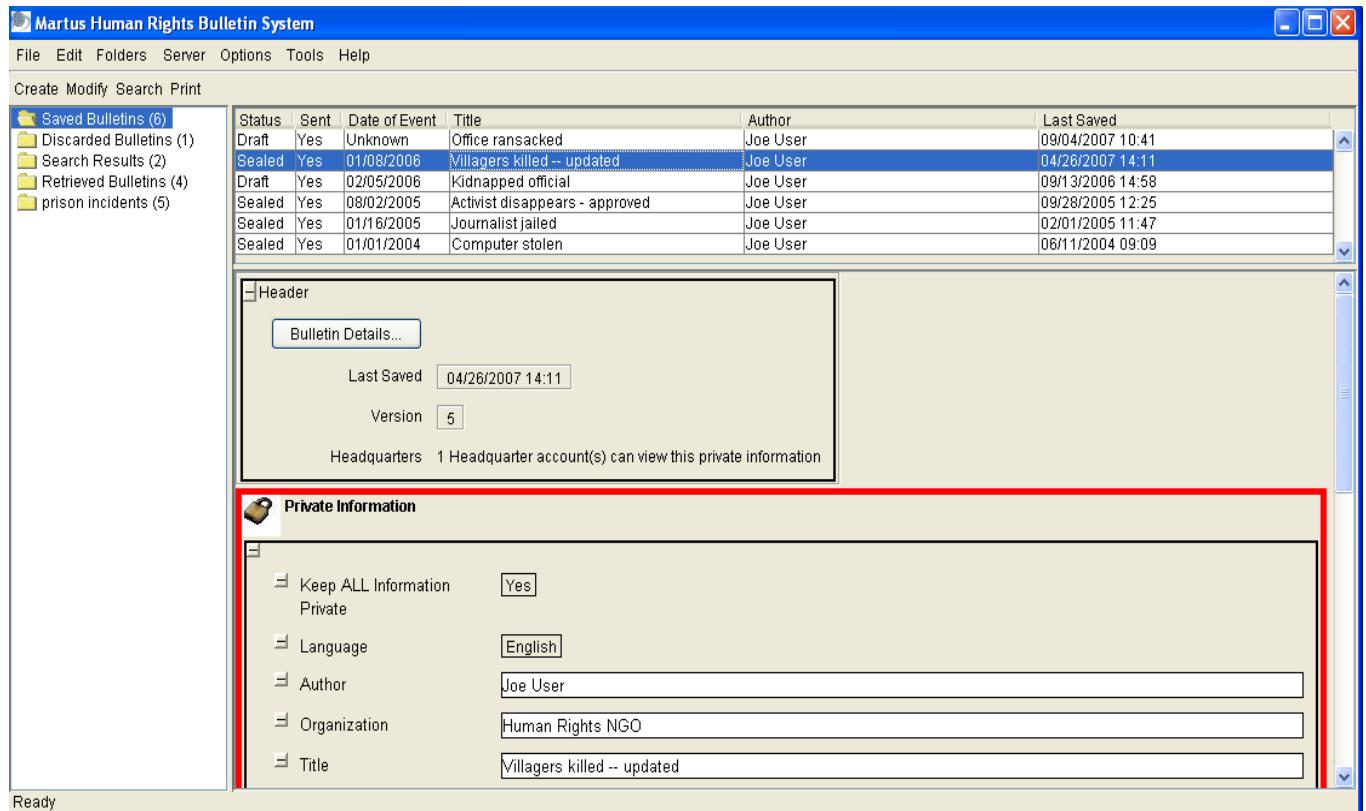 Martus Human Rights Bulletin System
File Edit Folders Server Options Tools Help
Create Modify Search Print
Saved Bulletins (6)
Discarded Bulletins (1)
Search Results (2)
Retrieved Bulletins (4)
prison incidents (5)
Status Sent Date of Event Title Author Last Saved
Draft Yes Unknown Office ransacked Joe User 09/04/2007 10:41
Sealed Yes 01/08/2006 Villagers killed -- updated Joe User 04/26/2007 14:11
Draft Yes 02/05/2006 Kidnapped official Joe User 09/13/2006 14:58
Sealed Yes 08/02/2005 Activist disappears - approved Joe User 09/28/2005 12:25
Sealed Yes 01/16/2005 Journalist jailed Joe User 02/01/2005 11:47
Sealed Yes 01/01/2004 Computer stolen Joe User 06/11/2004 09:09
Header
Bulletin Details...
Last Saved 04/26/2007 14:11
Version 5
Headquarters 1 Headquarter account(s) can view this private information
Private Information
Keep ALL Information Yes
Private
Language English
Author Joe User
Organization Human Rights NGO
Title Villagers killed -- updated
Ready